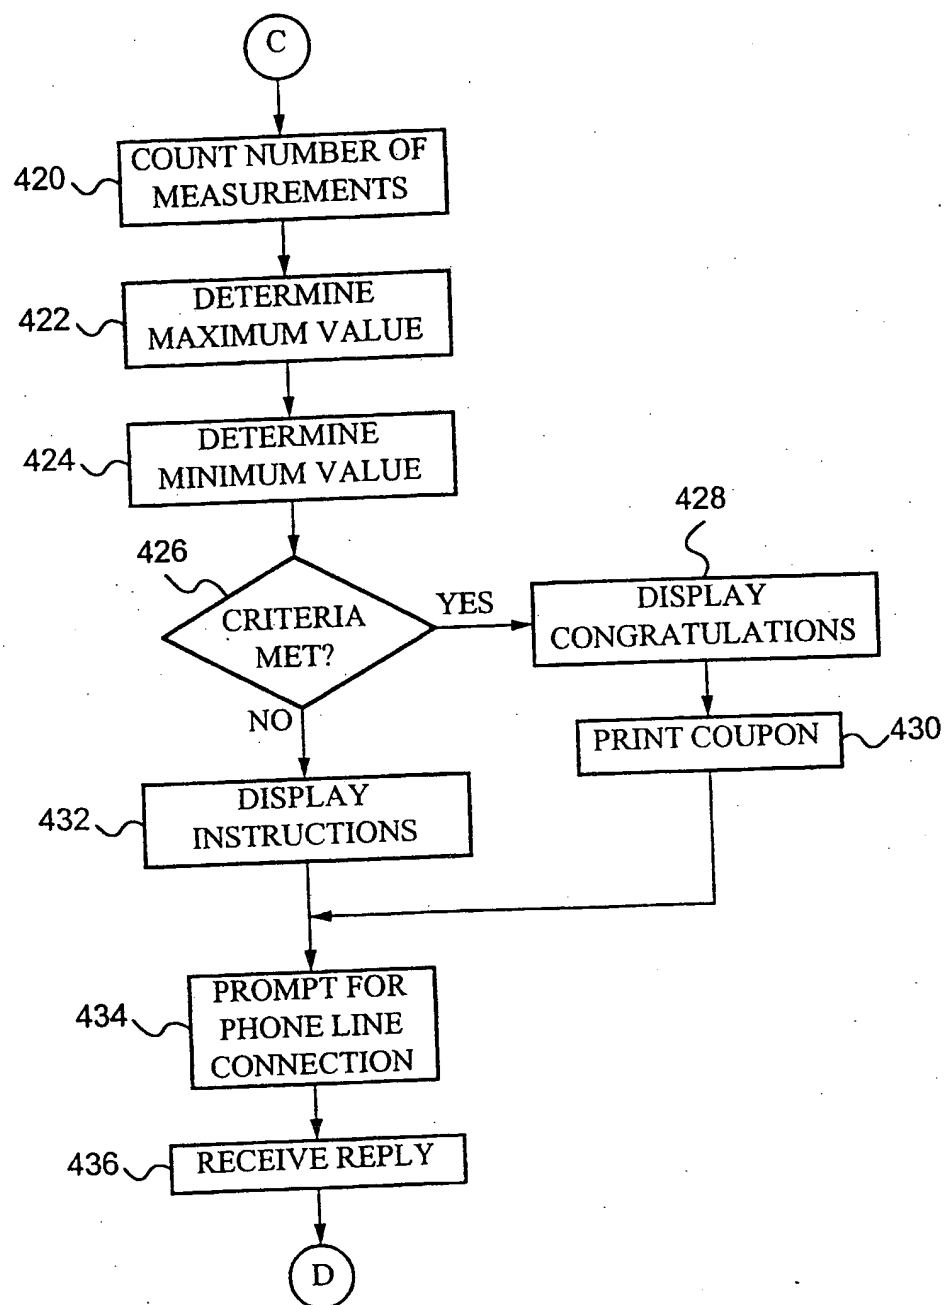 C
COUNT NUMBER OF
MEASUREMENTS
420
DETERMINE
MAXIMUM VALUE
422
DETERMINE
MINIMUM VALUE
424
426
CRITERIA
MET?
YES
428
DISPLAY
CONGRATULATIONS
PRINT COUPON
430
NO
DISPLAY
INSTRUCTIONS
432
PROMPT FOR
PHONE LINE
CONNECTION
434
RECEIVE REPLY
436
D